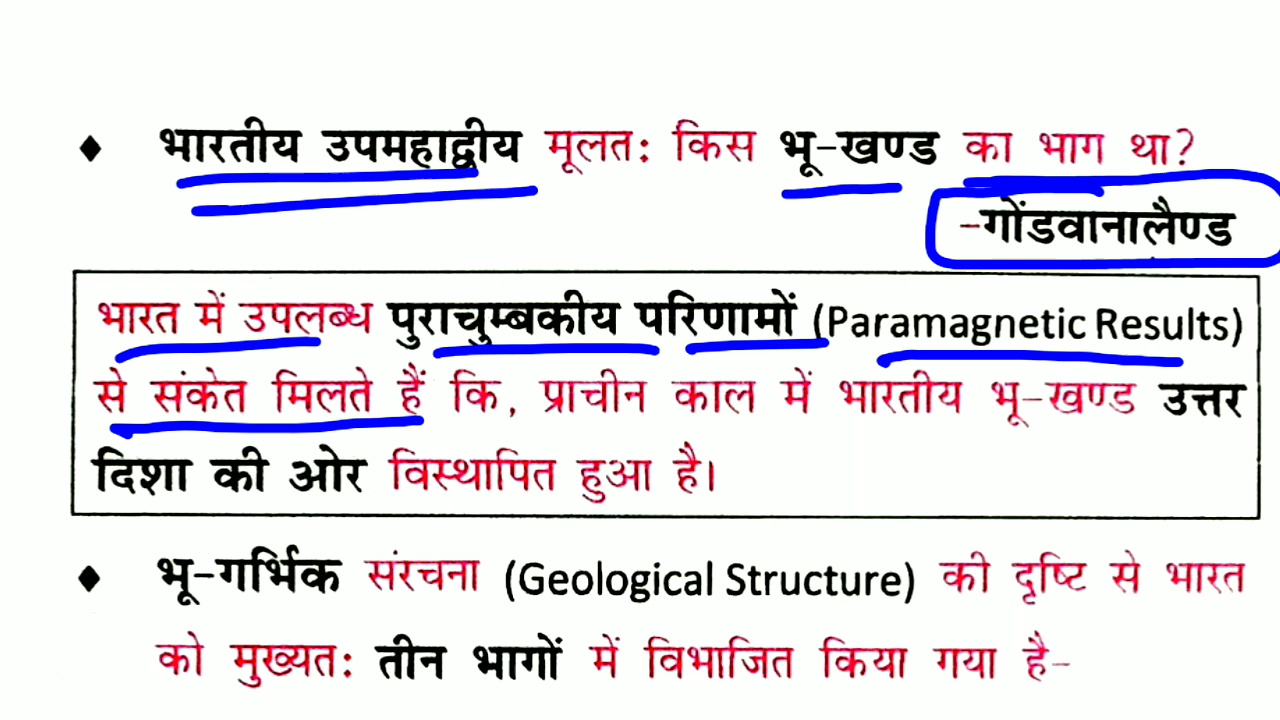 ♦ भारतीय उपमहाद्वीय मूलत: किस भू-खण्ड का भाग था?
-गोंडवानालैण्ड
भारत में उपलब्ध पुराचुम्बकीय परिणामों (Paramagnetic Results)
से संकेत मिलते हैं कि, प्राचीन काल में भारतीय भू-खण्ड उत्तर
दिशा की ओर विस्थापित हुआ है।
♦ भू-गर्भिक संरचना (Geological Structure) की दृष्टि से भारत
को मुख्यत: तीन भागों में विभाजित किया गया है-